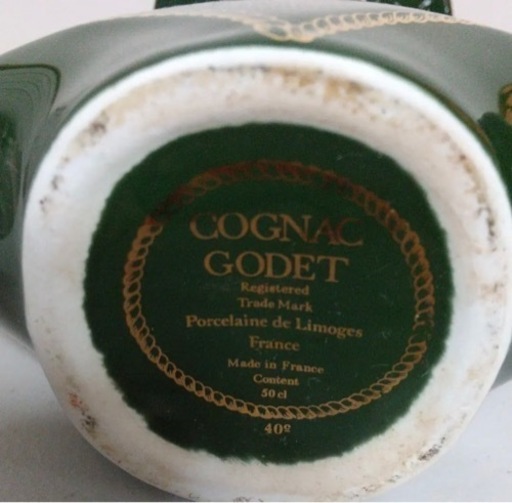 COGNAC
GODET
Registered
Trade Mark
Porcelaine de Limoges
France
Made in France
Content
50 cl
40º